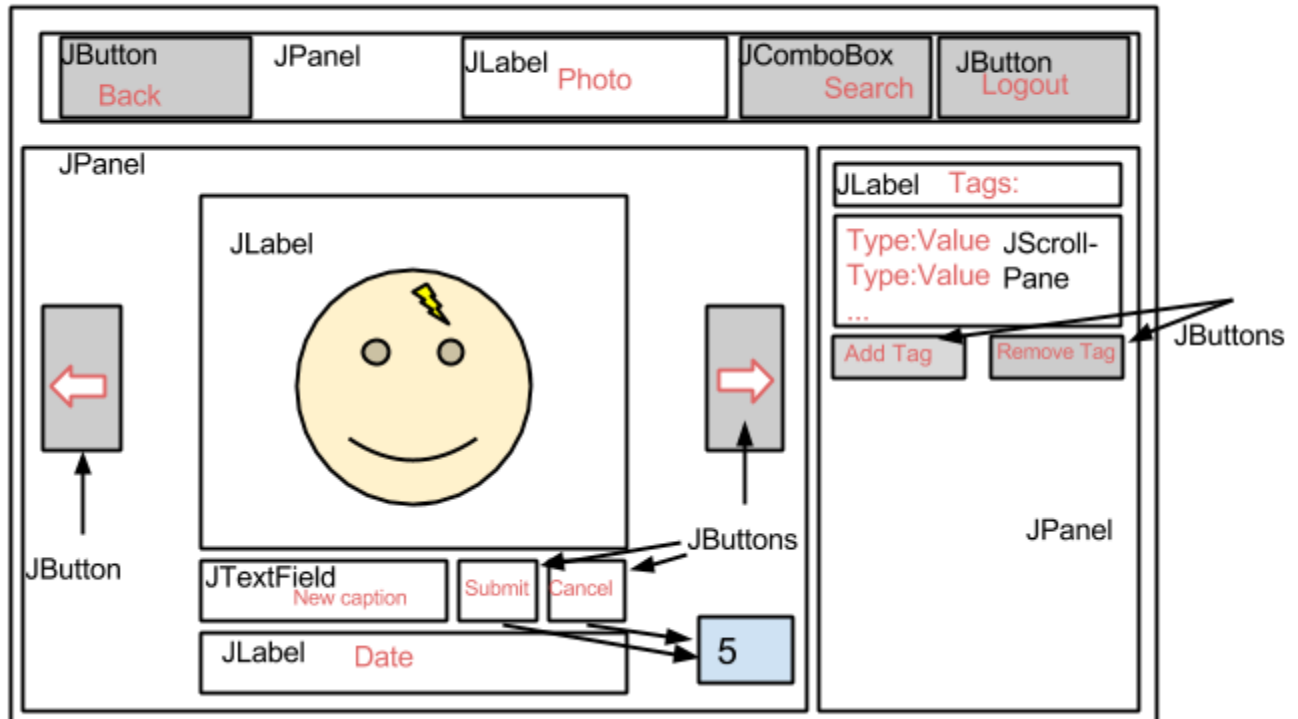 JButton
Back
JPanel
JLabel
Photo
JComboBox
Search
JButton
Logout
JPanel
JLabel
JButton
JTextField
New caption
Submit
Cancel
JButtons
JLabel
Date
5
JLabel
Tags:
Type:Value
Type:Value
...
JScroll-
Pane
Add Tag
Remove Tag
JButtons
JPanel